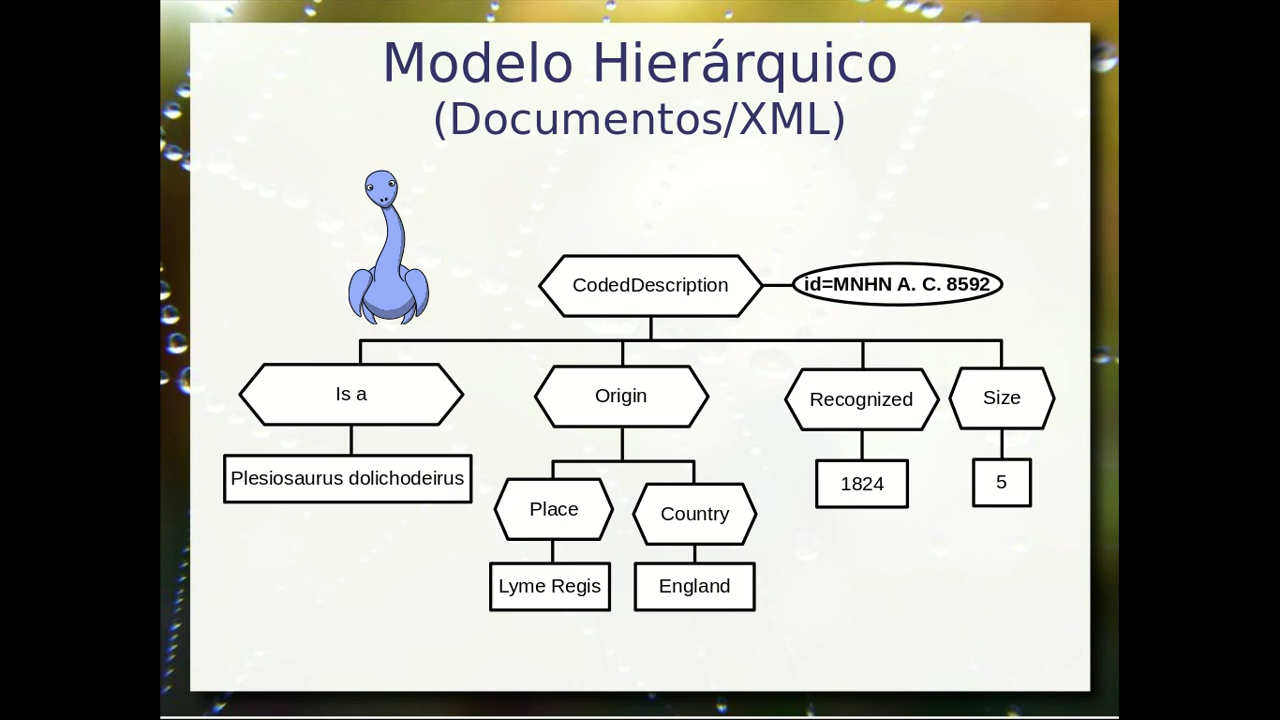 Modelo Hierárquico
(Documentos/XML)
CodedDescription
id=MNHN A. C. 8592
Is a
Origin
Recognized
Size
Plesiosaurus dolichodeirus
1824
5
Place
Country
Lyme Regis
England